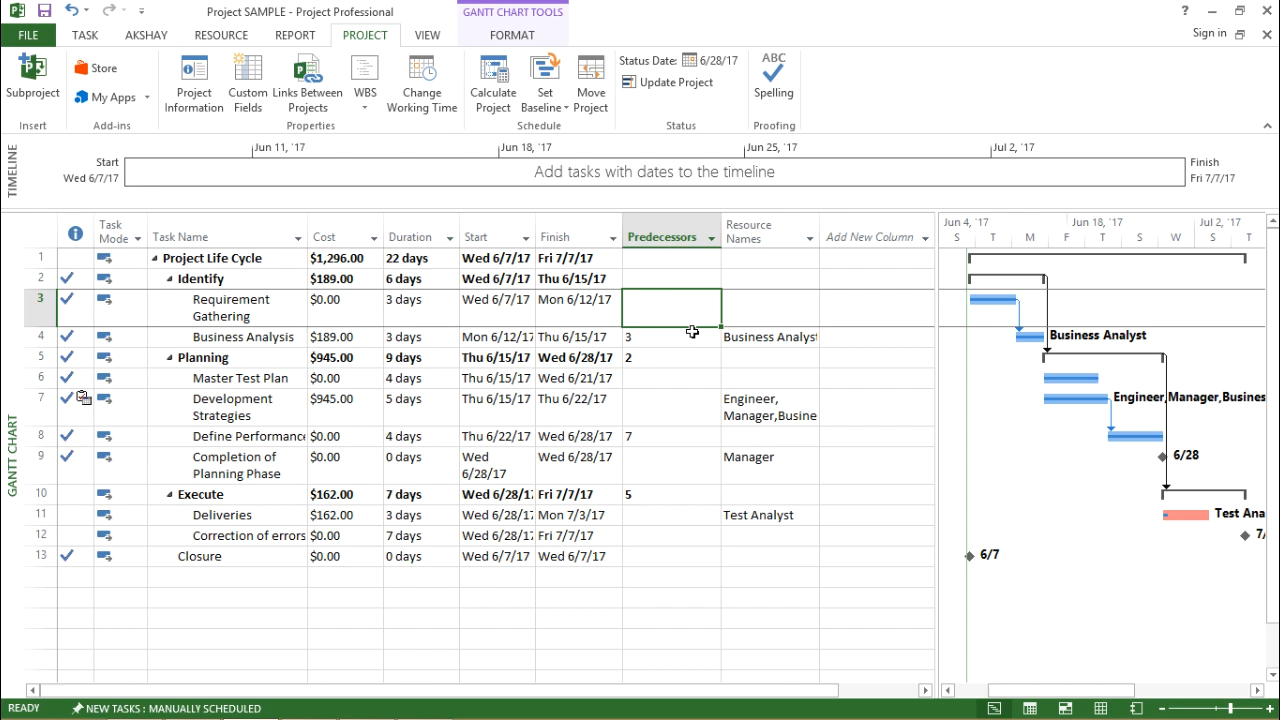 Project SAMPLE - Project Professional
GANTT CHART TOOLS
?
FILE TASK AKSHAY RESOURCE REPORT PROJECT VIEW FORMAT
Sign in
Subproject
Store
My Apps
Project Information
Custom Fields
Links Between Projects
WBS
Change Working Time
Calculate Project
Set Baseline
Move Project
Status Date: 6/28/17
Update Project
ABC
Spelling
Insert Add-ins Properties Schedule Status Proofing
TIMELINE
Jun 11, '17 Jun 18, '17 Jun 25, '17 Jul 2, '17
Start
Wed 6/7/17
Add tasks with dates to the timeline
Finish
Fri 7/7/17
GANTT CHART
Task Mode Task Name Cost Duration Start Finish Predecessors Resource Names Add New Column
Jun 4, '17 Jun 18, '17 Jul 2, '17
S T M F T S W S T
1 Project Life Cycle $1,296.00 22 days Wed 6/7/17 Fri 7/7/17
2 Identify $189.00 6 days Wed 6/7/17 Thu 6/15/17
3 Requirement Gathering $0.00 3 days Wed 6/7/17 Mon 6/12/17
4 Business Analysis $189.00 3 days Mon 6/12/17 Thu 6/15/17 3 Business Analyst Business Analyst
5 Planning $945.00 9 days Thu 6/15/17 Wed 6/28/17 2
6 Master Test Plan $0.00 4 days Thu 6/15/17 Wed 6/21/17
7 Development Strategies $945.00 5 days Thu 6/15/17 Thu 6/22/17 Engineer, Manager,Busine Engineer,Manager,Busines
8 Define Performance $0.00 4 days Thu 6/22/17 Wed 6/28/17 7
9 Completion of Planning Phase $0.00 0 days Wed 6/28/17 Wed 6/28/17 Manager 6/28
10 Execute $162.00 7 days Wed 6/28/1 Fri 7/7/17 5
11 Deliveries $162.00 3 days Wed 6/28/1 Mon 7/3/17 Test Analyst Test Ana
12 Correction of errors $0.00 7 days Wed 6/28/1 Fri 7/7/17 7/
13 Closure $0.00 0 days Wed 6/7/17 Wed 6/7/17 6/7
READY NEW TASKS : MANUALLY SCHEDULED